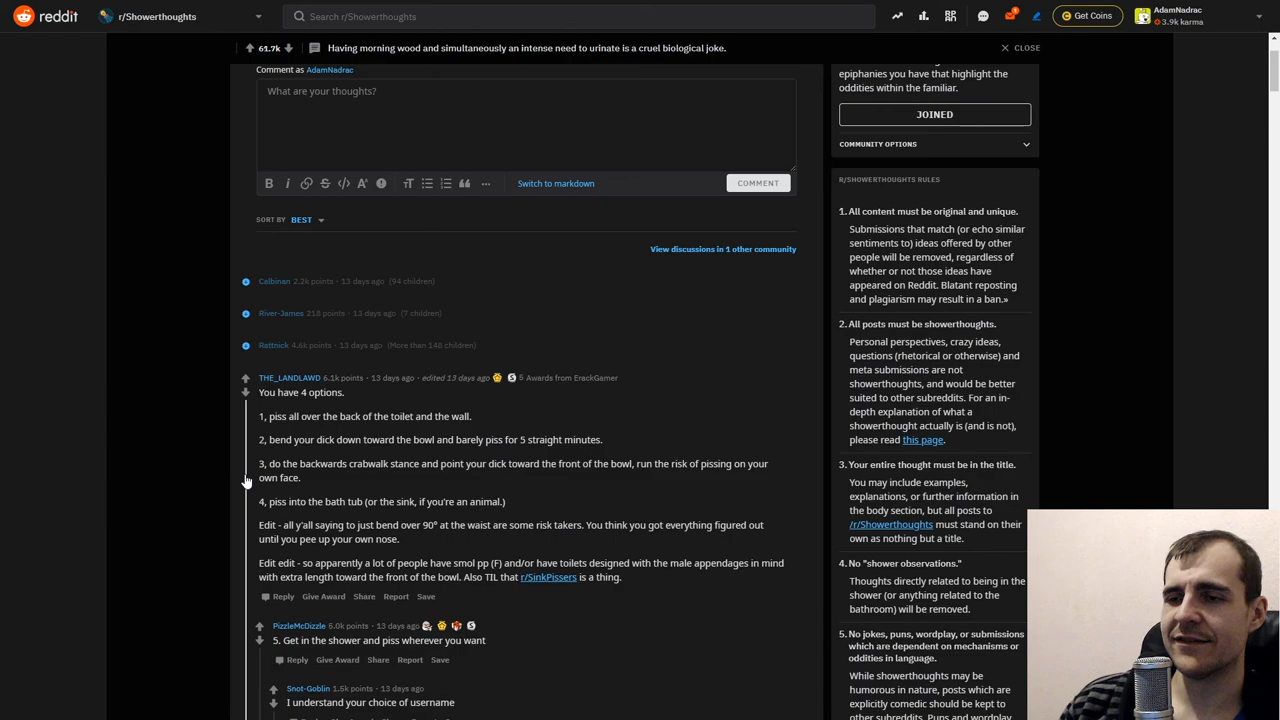 reddit
r/Showerthoughts
Search r/Showerthoughts
1
Get Coins
AdamNadrac
3.9k karma
61.7k
Having morning wood and simultaneously an intense need to urinate is a cruel biological joke.
CLOSE
Comment as AdamNadrac
What are your thoughts?
Switch to markdown
COMMENT
SORT BY BEST
View discussions in 1 other community
Calbinan 2.2k points · 13 days ago (94 children)
River-James 218 points · 13 days ago (7 children)
Rattnick 4.6k points · 13 days ago (More than 148 children)
THE_LANDLAWD 6.1k points · 13 days ago · edited 13 days ago 5 Awards from ErackGamer
You have 4 options.
1, piss all over the back of the toilet and the wall.
2, bend your dick down toward the bowl and barely piss for 5 straight minutes.
3, do the backwards crabwalk stance and point your dick toward the front of the bowl, run the risk of pissing on your
own face.
4, piss into the bath tub (or the sink, if you're an animal.)
Edit - all y'all saying to just bend over 90° at the waist are some risk takers. You think you got everything figured out
until you pee up your own nose.
Edit edit - so apparently a lot of people have smol pp (F) and/or have toilets designed with the male appendages in mind
with extra length toward the front of the bowl. Also TIL that r/SinkPissers is a thing.
Reply Give Award Share Report Save
PizzleMcDizzle 5.0k points · 13 days ago
5. Get in the shower and piss wherever you want
Reply Give Award Share Report Save
Snot-Goblin 1.5k points · 13 days ago
I understand your choice of username
epiphanies you have that highlight the
oddities within the familiar.
JOINED
COMMUNITY OPTIONS
R/SHOWERTHOUGHTS RULES
1. All content must be original and unique.
Submissions that match (or echo similar
sentiments to) ideas offered by other
people will be removed, regardless of
whether or not those ideas have
appeared on Reddit. Blatant reposting
and plagiarism may result in a ban.»
2. All posts must be showerthoughts.
Personal perspectives, crazy ideas,
questions (rhetorical or otherwise) and
meta submissions are not
showerthoughts, and would be better
suited to other subreddits. For an in-
depth explanation of what a
showerthought actually is (and is not),
please read this page.
3. Your entire thought must be in the title.
You may include examples,
explanations, or further information in
the body section, but all posts to
/r/Showerthoughts must stand on their
own as nothing but a title.
4. No "shower observations."
Thoughts directly related to being in the
shower (or anything related to the
bathroom) will be removed.
5. No jokes, puns, wordplay, or submissions
which are dependent on mechanisms or
oddities in language.
While showerthoughts may be
humorous in nature, posts which are
explicitly comedic should be kept to
other subreddits. Puns and wordplay